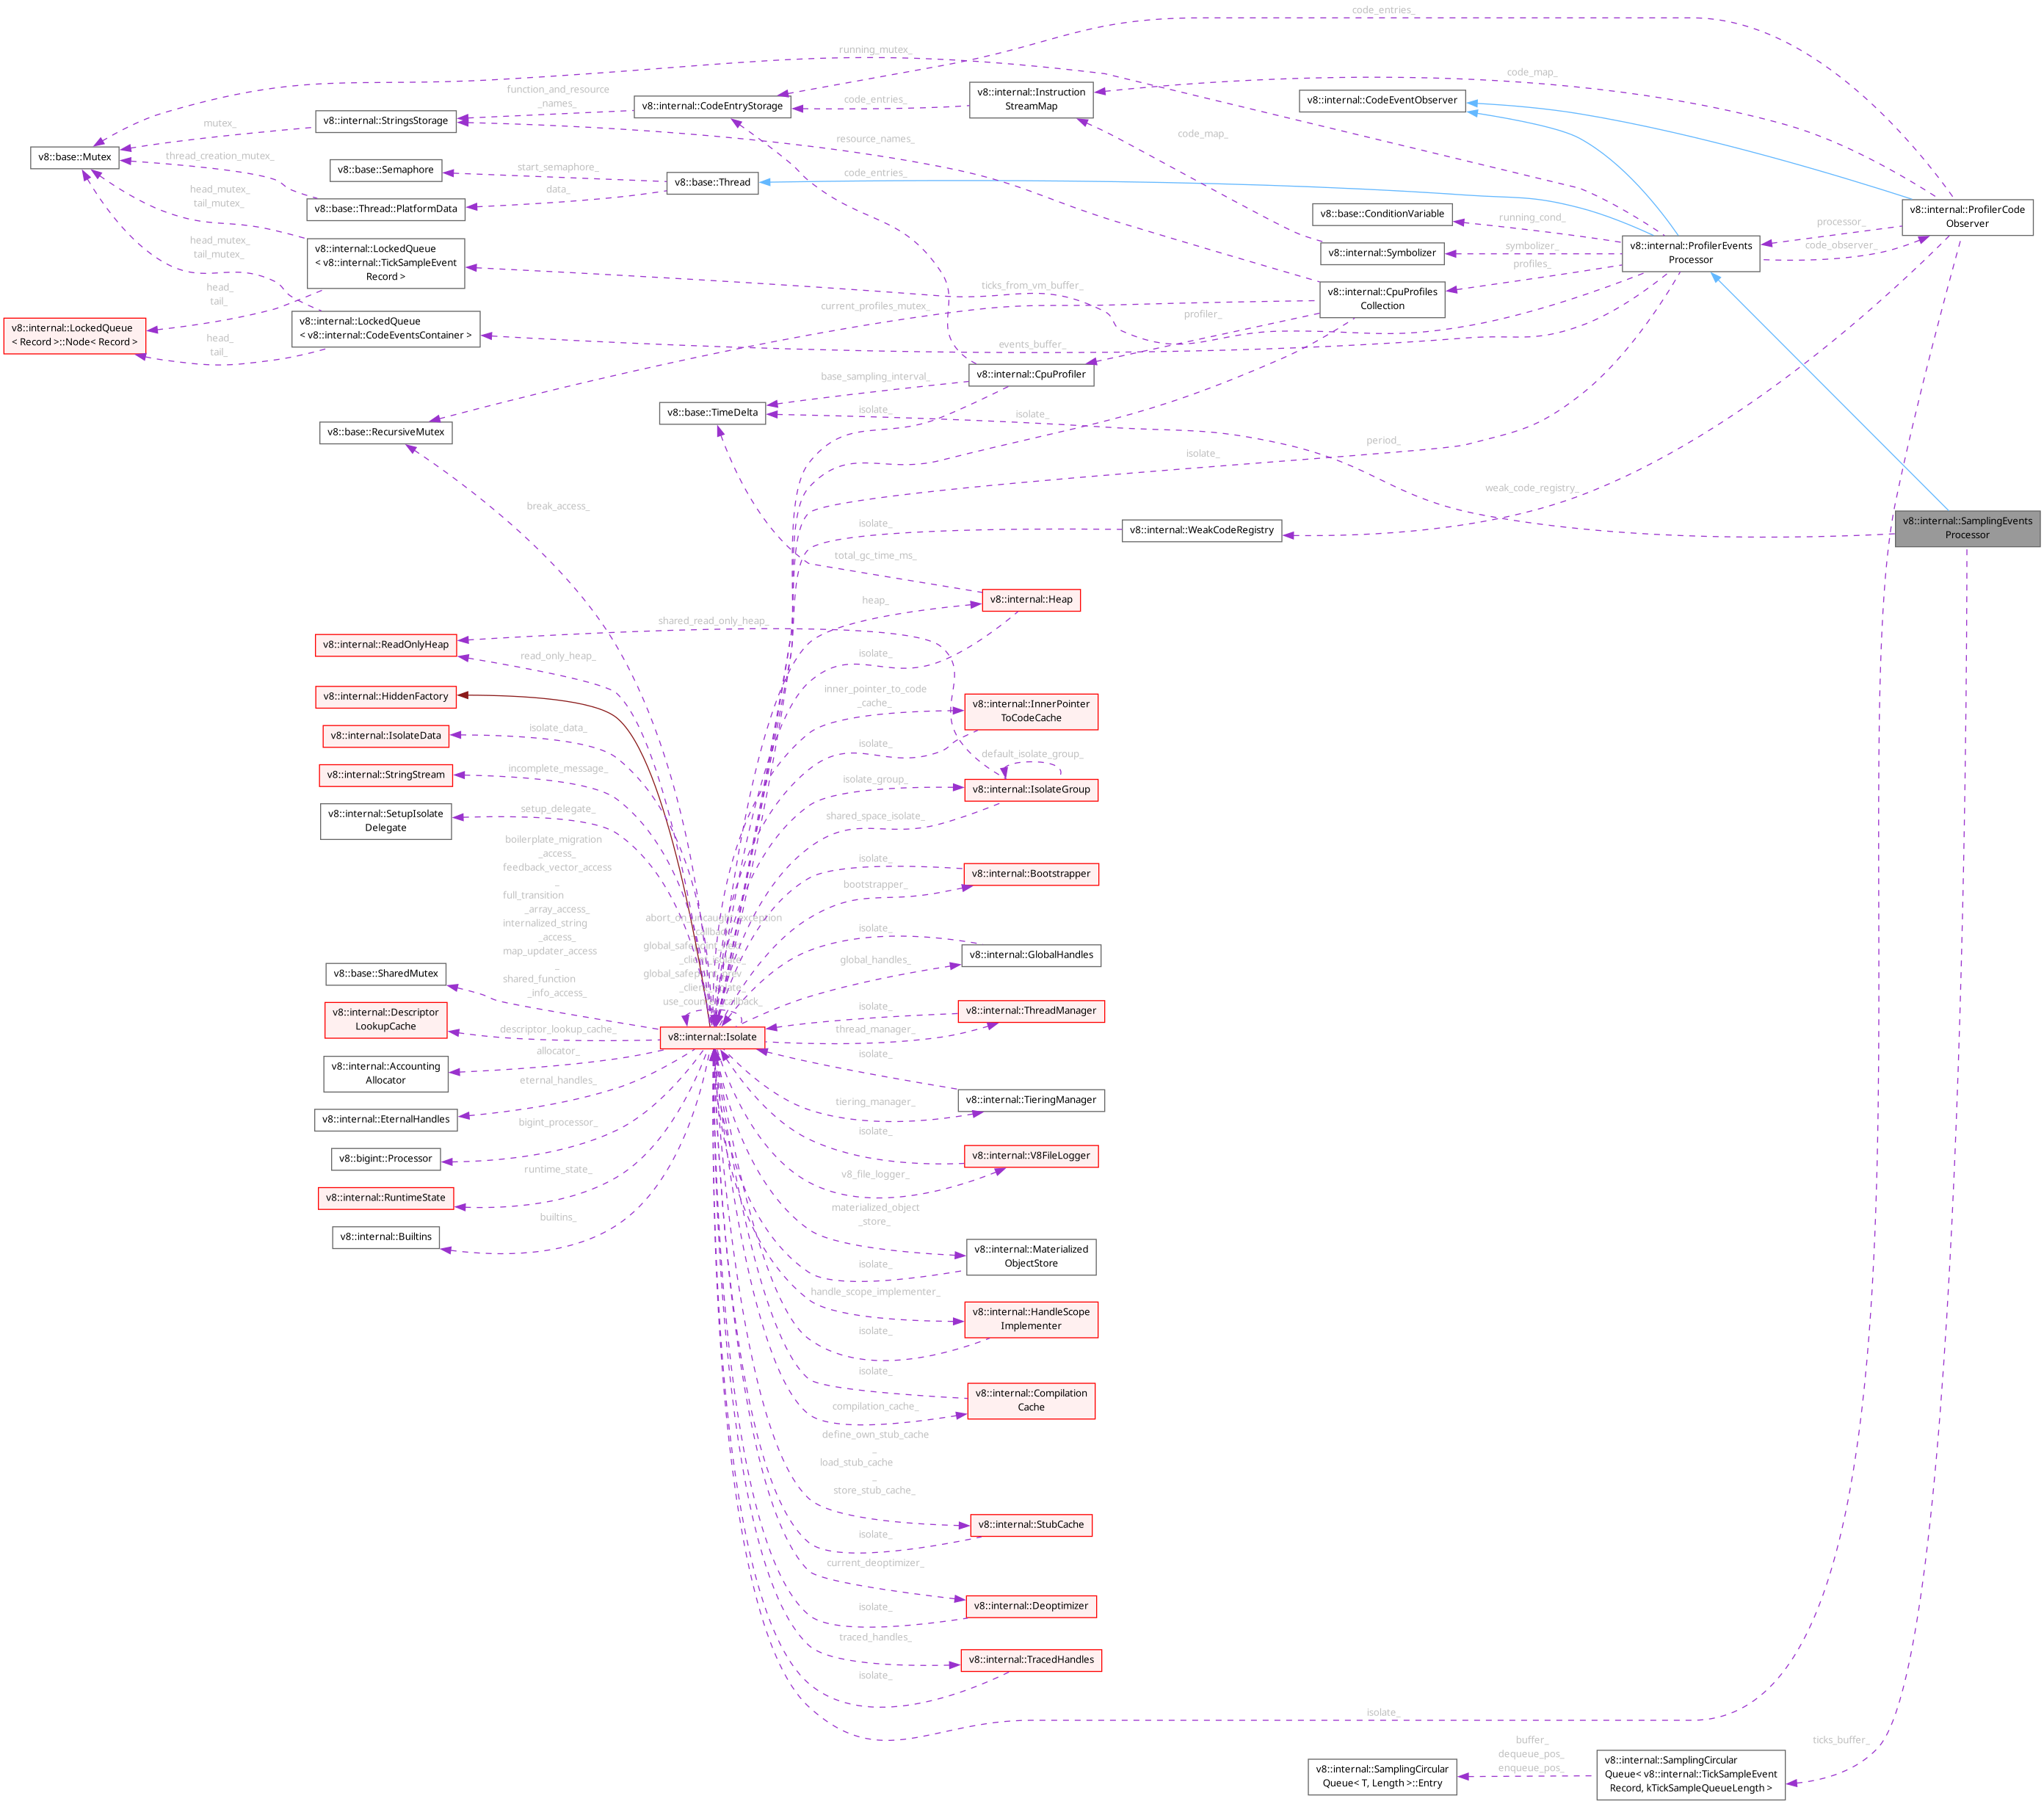 code_entries_
running_mutex_
code_map_
function_and_resource
_names_
v8::internal::CodeEntryStorage
code_entries_
v8::internal::Instruction
StreamMap
v8::internal::CodeEventObserver
mutex_
v8::internal::StringsStorage
resource_names_
code_map_
v8::base::Mutex
thread_creation_mutex_
v8::base::Semaphore
start_semaphore_
data_
v8::base::Thread
code_entries_
head_mutex_
tail_mutex_
v8::base::Thread::PlatformData
v8::base::ConditionVariable
running_cond_
processor_
v8::internal::ProfilerCode
Observer
head_mutex_
tail_mutex_
v8::internal::LockedQueue
< v8::internal::TickSampleEvent
Record >
v8::internal::Symbolizer
symbolizer_
v8::internal::ProfilerEvents
Processor
code_observer_
profiles_
head_
tail_
ticks_from_vm_buffer_
current_profiles_mutex_
v8::internal::CpuProfiles
Collection
profiler_
v8::internal::LockedQueue
< Record >::Node< Record >
head_
tail_
v8::internal::LockedQueue
< v8::internal::CodeEventsContainer >
events_buffer_
base_sampling_interval_
v8::internal::CpuProfiler
v8::base::TimeDelta
isolate_
isolate_
v8::base::RecursiveMutex
period_
isolate_
weak_code_registry_
break_access_
isolate_
v8::internal::WeakCodeRegistry
v8::internal::SamplingEvents
Processor
total_gc_time_ms_
heap_
v8::internal::Heap
shared_read_only_heap_
v8::internal::ReadOnlyHeap
read_only_heap_
isolate_
v8::internal::HiddenFactory
inner_pointer_to_code
_cache_
v8::internal::InnerPointer
ToCodeCache
isolate_data_
v8::internal::IsolateData
isolate_
default_isolate_group_
incomplete_message_
v8::internal::StringStream
isolate_group_
v8::internal::IsolateGroup
setup_delegate_
v8::internal::SetupIsolate
Delegate
shared_space_isolate_
boilerplate_migration
_access_
feedback_vector_access
_
full_transition
_array_access_
internalized_string
_access_
map_updater_access
_
shared_function
_info_access_
isolate_
v8::internal::Bootstrapper
bootstrapper_
isolate_
v8::internal::GlobalHandles
global_handles_
v8::base::SharedMutex
use_counter_callback_
v8::internal::Descriptor
LookupCache
descriptor_lookup_cache_
v8::internal::Isolate
isolate_
thread_manager_
v8::internal::ThreadManager
allocator_
v8::internal::Accounting
Allocator
isolate_
eternal_handles_
v8::internal::EternalHandles
tiering_manager_
v8::internal::TieringManager
bigint_processor_
v8::bigint::Processor
isolate_
v8::internal::V8FileLogger
runtime_state_
v8::internal::RuntimeState
v8_file_logger_
builtins_
v8::internal::Builtins
materialized_object
_store_
v8::internal::Materialized
ObjectStore
isolate_
handle_scope_implementer_
v8::internal::HandleScope
Implementer
isolate_
isolate_
v8::internal::Compilation
Cache
compilation_cache_
define_own_stub_cache
_
load_stub_cache
_
store_stub_cache_
v8::internal::StubCache
isolate_
current_deoptimizer_
v8::internal::Deoptimizer
isolate_
traced_handles_
v8::internal::TracedHandles
isolate_
isolate_
v8::internal::SamplingCircular
Queue< T, Length >::Entry
buffer_
dequeue_pos_
enqueue_pos_
v8::internal::SamplingCircular
Queue< v8::internal::TickSampleEvent
Record, kTickSampleQueueLength >
ticks_buffer_